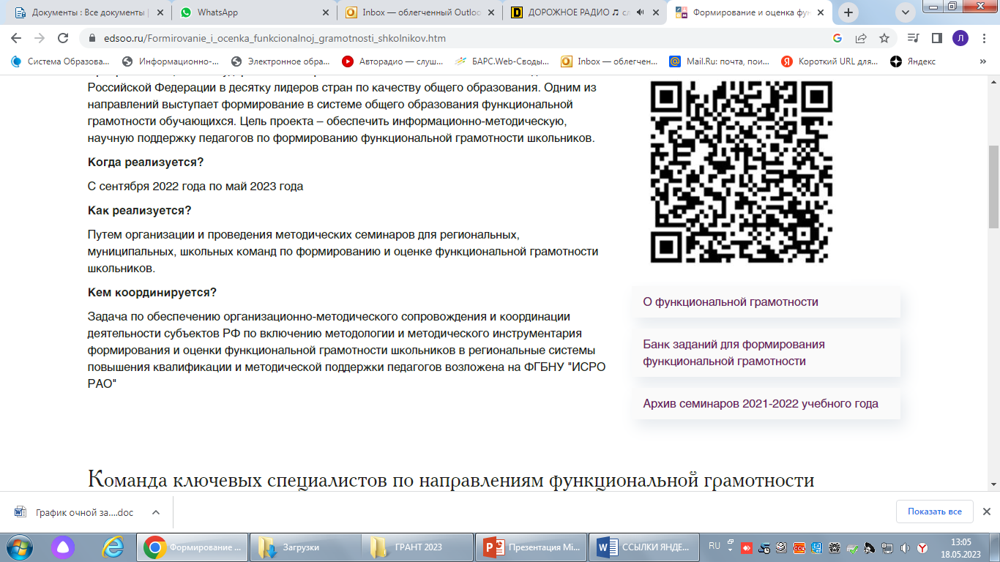 Документы : Все документы
WhatsApp
Inbox — облегченный Outlo
ДОРОЖНОЕ РАДИО ♫ сл
Формирование и оценка фун
edsoo.ru/Formirovanie_i_ocenka_funkcionalnoj_gramotnosti_shkolnikov.htm
Л
Система Образова...
Информационно-...
Электронное обра...
Авторадио — слуш...
БАРС.Web-Своды...
Inbox — облегчен...
Mail.Ru: почта, пои...
Короткий URL для...
Яндекс
»
Российской Федерации в десятку лидеров стран по качеству общего образования. Одним из
направлений выступает формирование в системе общего образования функциональной
грамотности обучающихся. Цель проекта – обеспечить информационно-методическую,
научную поддержку педагогов по формированию функциональной грамотности школьников.
Когда реализуется?
С сентября 2022 года по май 2023 года
Как реализуется?
Путем организации и проведения методических семинаров для региональных,
муниципальных, школьных команд по формированию и оценке функциональной грамотности
школьников.
Кем координируется?
Задача по обеспечению организационно-методического сопровождения и координации
деятельности субъектов РФ по включению методологии и методического инструментария
формирования и оценки функциональной грамотности школьников в региональные системы
повышения квалификации и методической поддержки педагогов возложена на ФГБНУ "ИСРО
РАО"
О функциональной грамотности
Банк заданий для формирования
функциональной грамотности
Архив семинаров 2021-2022 учебного года
Команда ключевых специалистов по направлениям функциональной грамотности
График очной за....doc
Показать все
Формирование ...
Загрузки
ГРАНТ 2023
Презентация Mi...
ССЫЛКИ ЯНДЕ...
RU
13:05
18.05.2023